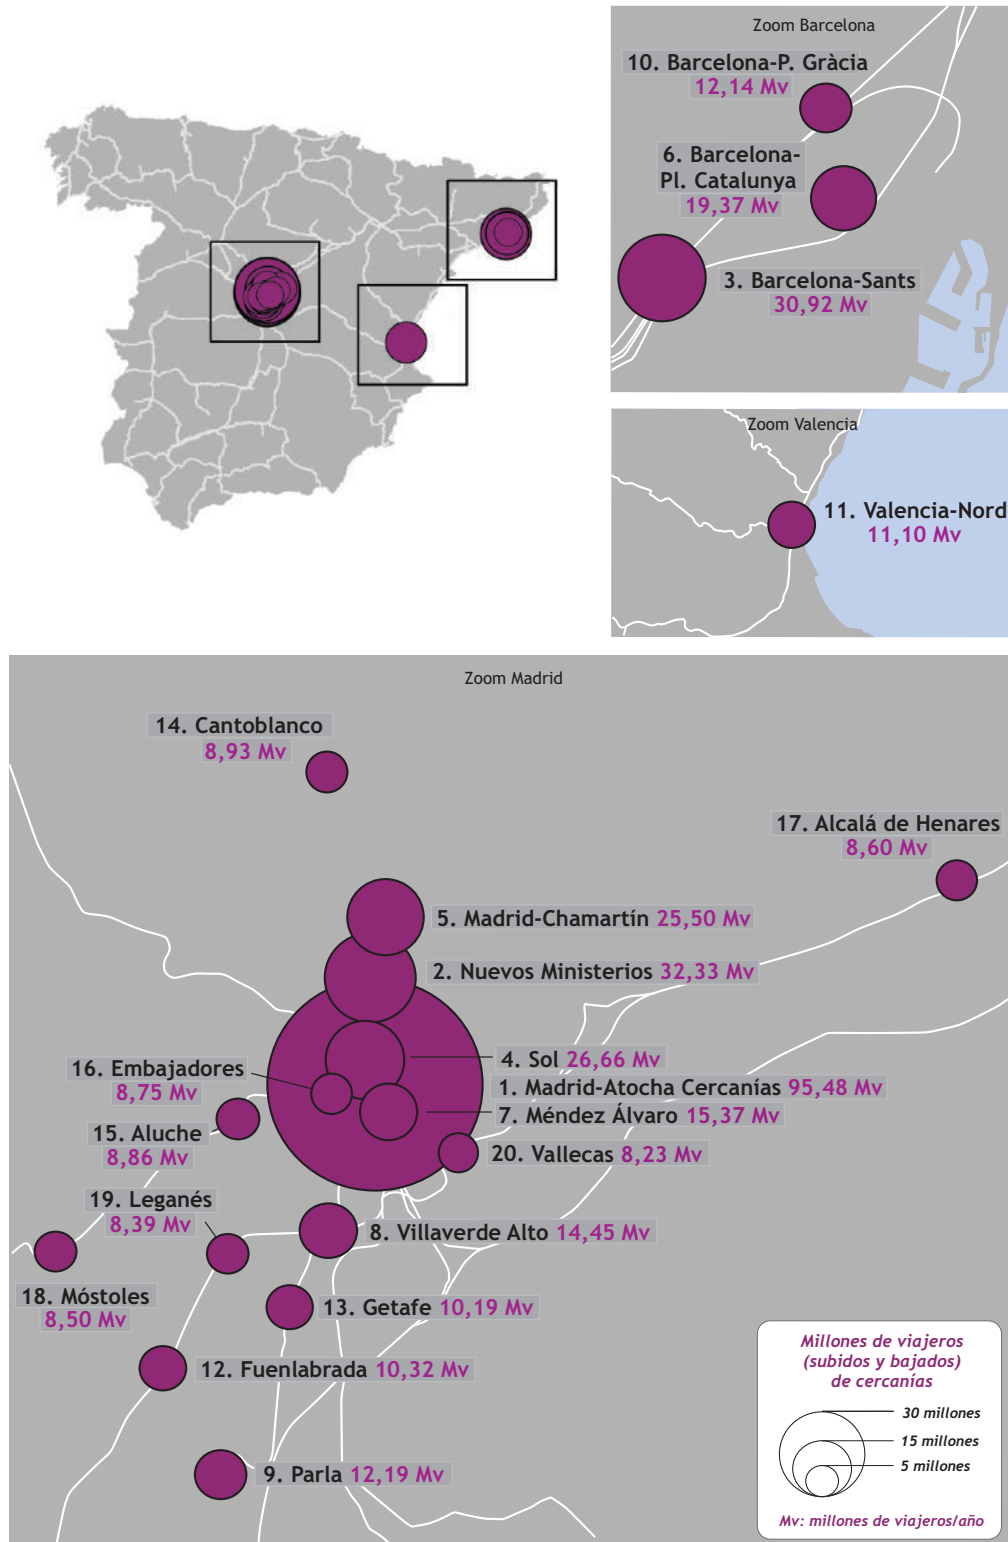 Zoom Barcelona
10. Barcelona-P. Gràcia
12,14 Mv
6. Barcelona-
Pl. Catalunya
19,37 Mv
3. Barcelona-Sants
30,92 Mv
Zoom Valencia
11. Valencia-Nord
11,10 Mv
Zoom Madrid
14. Cantoblanco
8,93 Mv
17. Alcalá de Henares
8,60 Mv
5. Madrid-Chamartín 25,50 Mv
2. Nuevos Ministerios 32,33 Mv
4. Sol 26,66 Mv
16. Embajadores
8,75 Mv
1. Madrid-Atocha Cercanías 95,48 Mv
7. Méndez Álvaro 15,37 Mv
15. Aluche
8,86 Mv
20. Vallecas 8,23 Mv
19. Leganés
8,39 Mv
8. Villaverde Alto 14,45 Mv
18. Móstoles
8,50 Mv
13. Getafe 10,19 Mv
12. Fuenlabrada 10,32 Mv
9. Parla 12,19 Mv
Millones de viajeros
(subidos y bajados)
de cercanías
30 millones
15 millones
5 millones
Mv: millones de viajeros/año